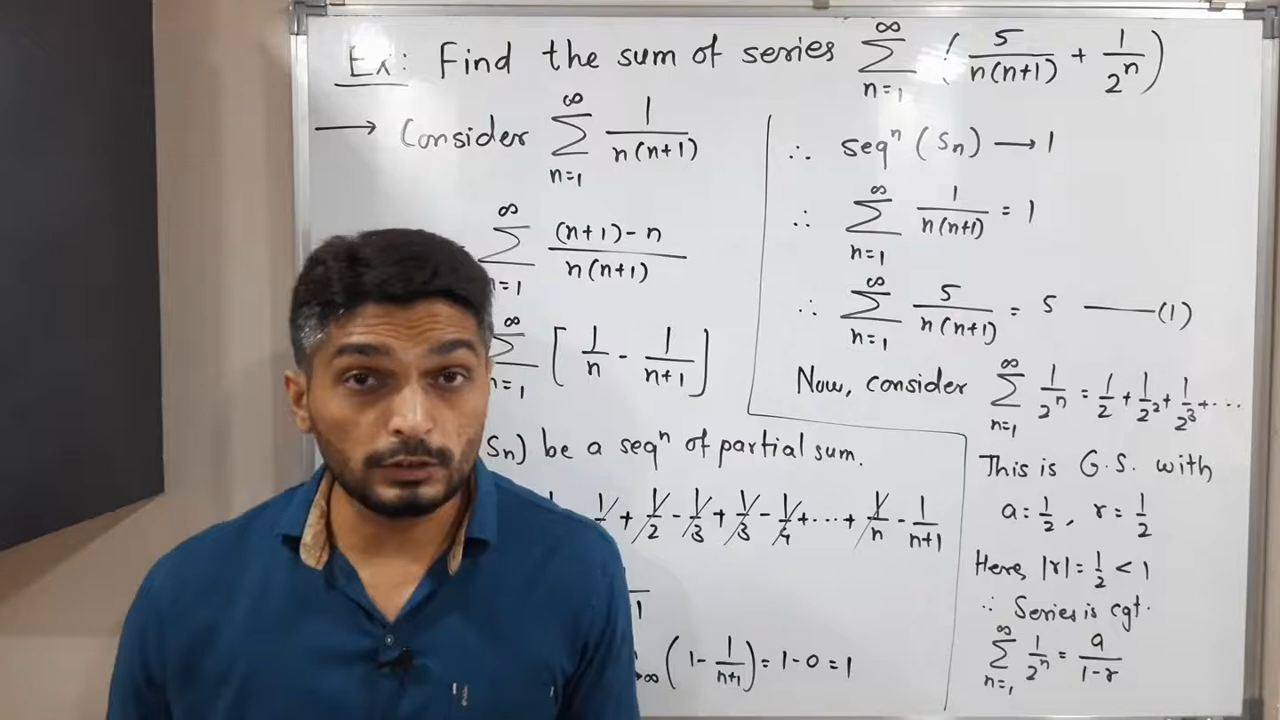 Ex: Find the sum of series ∞ Σ n=1 ( 5/n(n+1) + 1/2ⁿ )
→ Consider ∞ Σ n=1 1/n(n+1)
∞ Σ n=1 (n+1)-n / n(n+1)
∞ Σ n=1 [ 1/n - 1/n+1 ]
Sn) be a seqⁿ of partial sum.
+ 1/2 - 1/3 + 1/3 - 1/4 + ... + 1/n - 1/n+1
∞ ( 1 - 1/n+1 ) = 1 - 0 = 1
∴ seqⁿ (Sn) → 1
∴ ∞ Σ n=1 1/n(n+1) = 1
∴ ∞ Σ n=1 5/n(n+1) = 5 —— (1)
Now, consider ∞ Σ n=1 1/2ⁿ = 1/2 + 1/2² + 1/2³ + ...
This is G.S. with
a = 1/2, r = 1/2
Here, |r| = 1/2 < 1
∴ Series is cgt.
∞ Σ n=1 1/2ⁿ = a/1-r